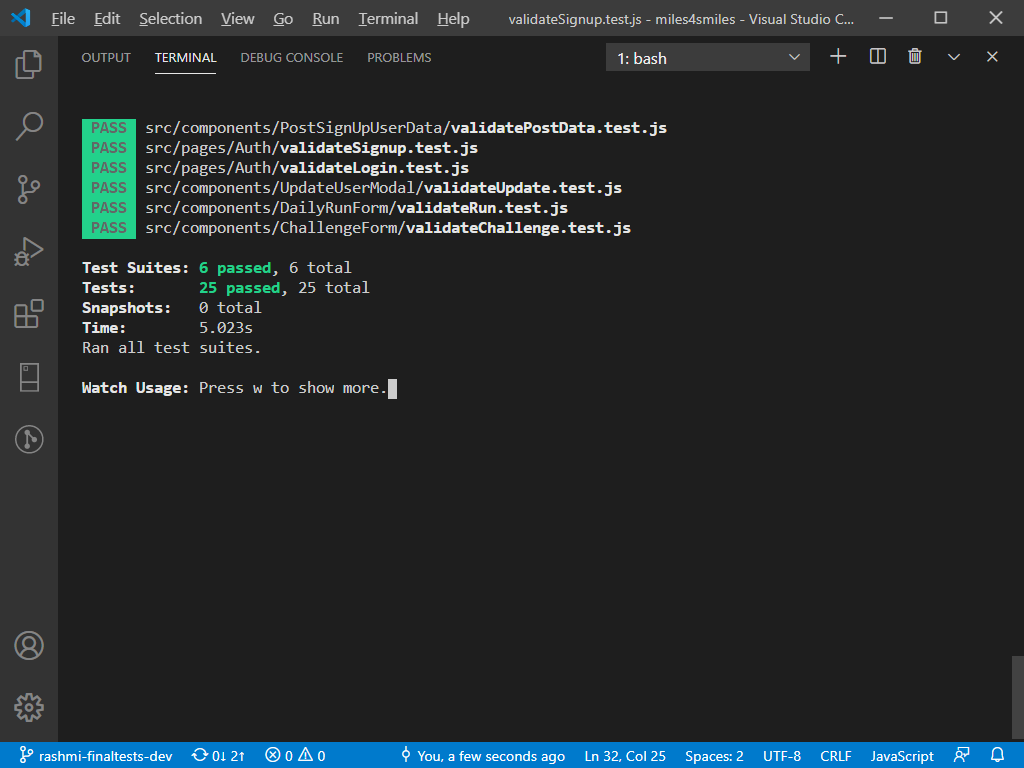 File Edit Selection View Go Run Terminal Help validateSignup.test.js - miles4smiles - Visual Studio C...
OUTPUT TERMINAL DEBUG CONSOLE PROBLEMS 1: bash
PASS src/components/PostSignUpUserData/validatePostData.test.js
PASS src/pages/Auth/validateSignup.test.js
PASS src/pages/Auth/validateLogin.test.js
PASS src/components/UpdateUserModal/validateUpdate.test.js
PASS src/components/DailyRunForm/validateRun.test.js
PASS src/components/ChallengeForm/validateChallenge.test.js
Test Suites: 6 passed, 6 total
Tests: 25 passed, 25 total
Snapshots: 0 total
Time: 5.023s
Ran all test suites.
Watch Usage: Press w to show more.
rashmi-finaltests-dev 0↓ 2↑ 0 0 You, a few seconds ago Ln 32, Col 25 Spaces: 2 UTF-8 CRLF JavaScript